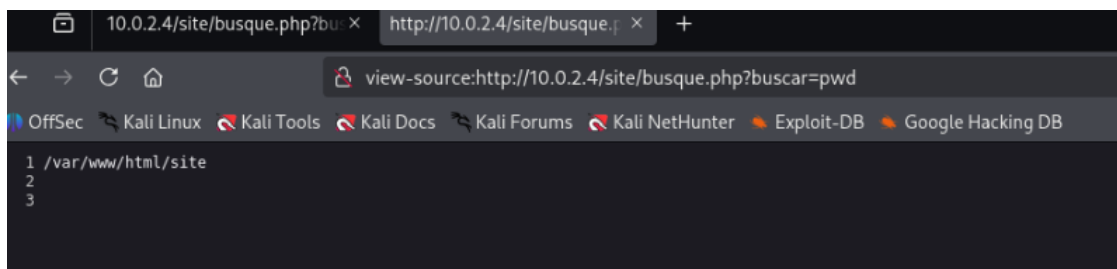 10.0.2.4/site/busque.php?bus
http://10.0.2.4/site/busque.p
view-source:http://10.0.2.4/site/busque.php?buscar=pwd
OffSec Kali Linux Kali Tools Kali Docs Kali Forums Kali NetHunter Exploit-DB Google Hacking DB
1 /var/www/html/site
2
3